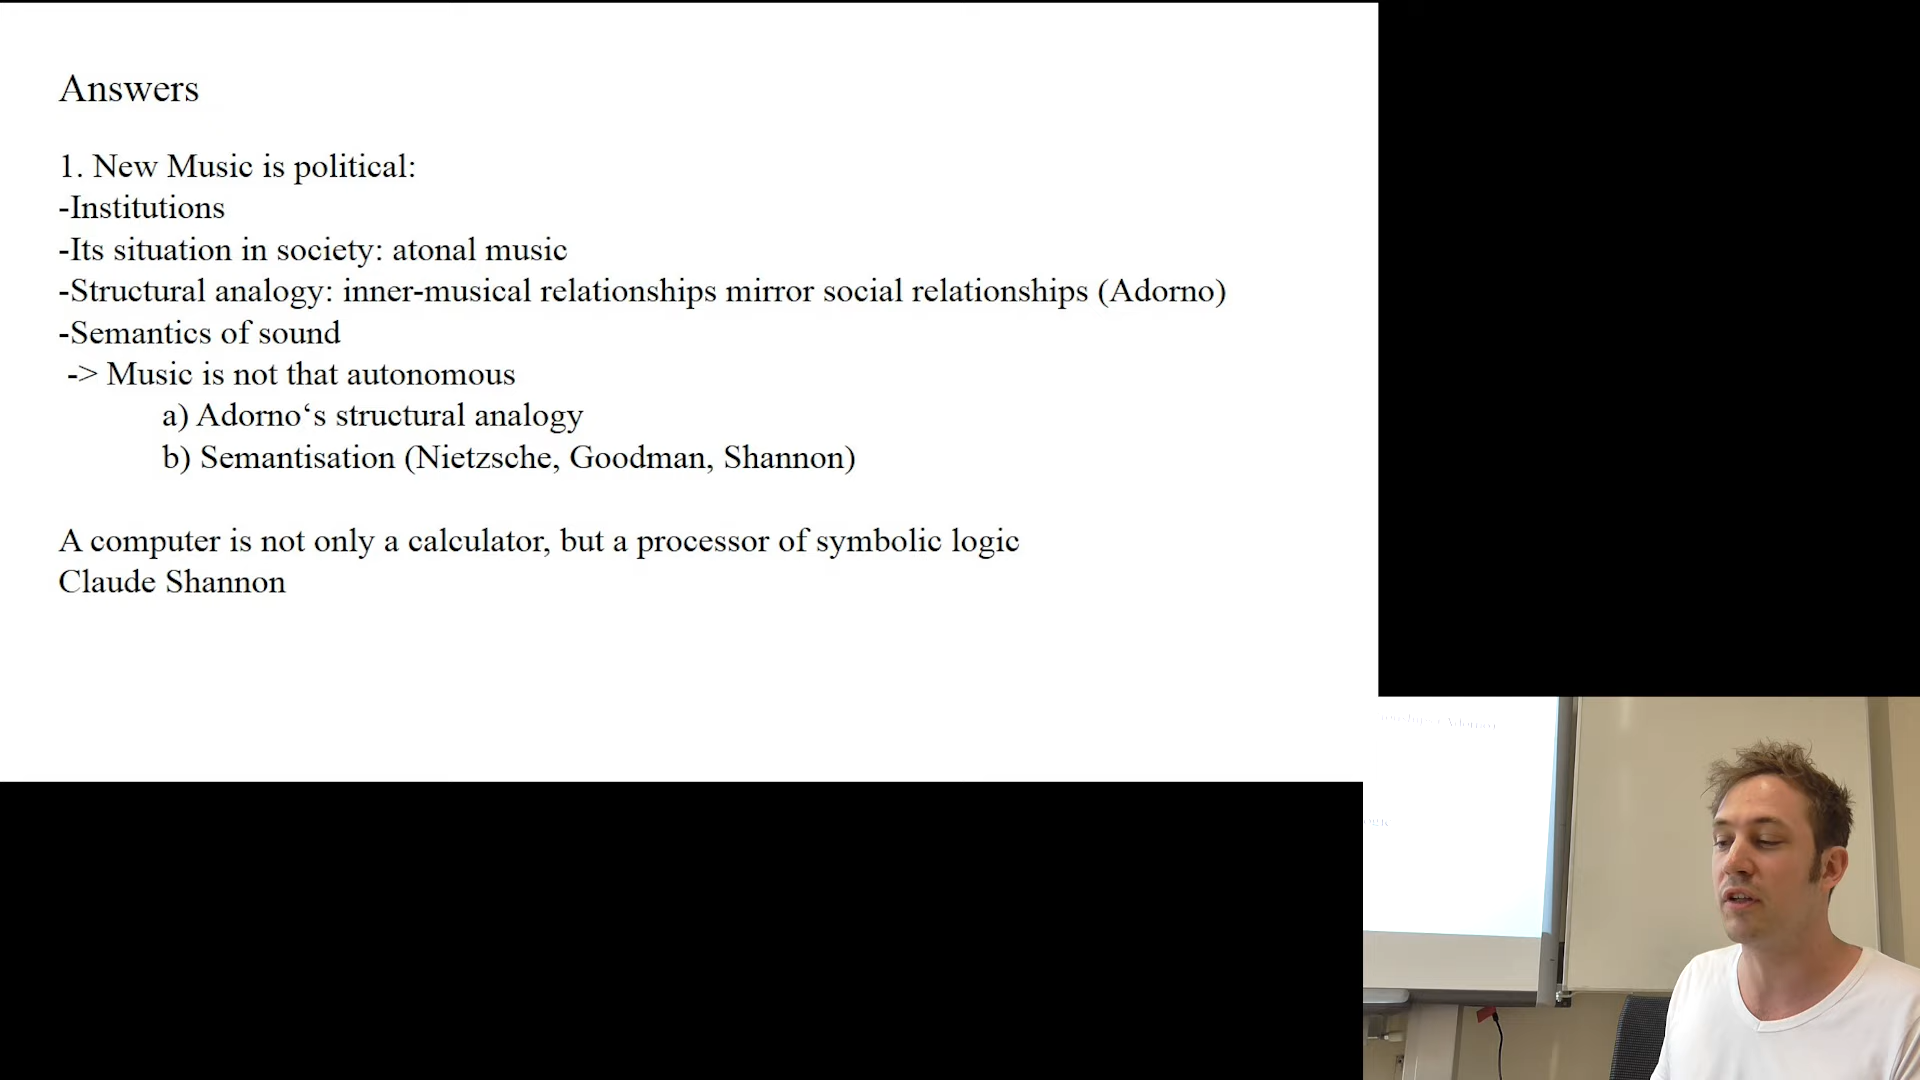 Answers
1. New Music is political:
-Institutions
-Its situation in society: atonal music
-Structural analogy: inner-musical relationships mirror social relationships (Adorno)
-Semantics of sound
-> Music is not that autonomous
a) Adorno‘s structural analogy
b) Semantisation (Nietzsche, Goodman, Shannon)
A computer is not only a calculator, but a processor of symbolic logic
Claude Shannon